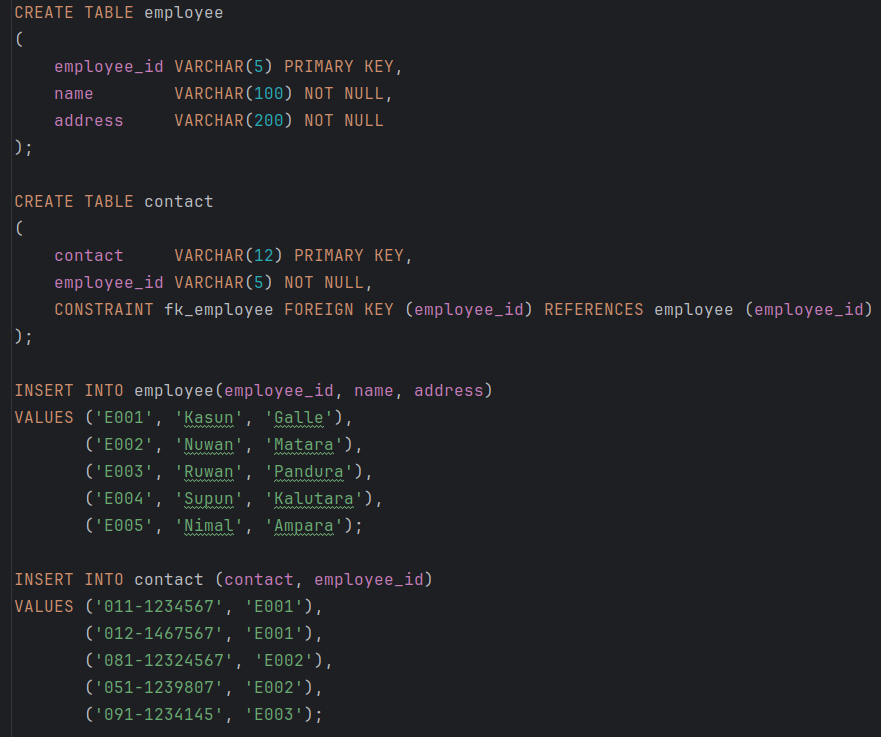 CREATE TABLE employee
(
    employee_id VARCHAR(5) PRIMARY KEY,
    name        VARCHAR(100) NOT NULL,
    address     VARCHAR(200) NOT NULL
);

CREATE TABLE contact
(
    contact     VARCHAR(12) PRIMARY KEY,
    employee_id VARCHAR(5) NOT NULL,
    CONSTRAINT fk_employee FOREIGN KEY (employee_id) REFERENCES employee (employee_id)
);

INSERT INTO employee(employee_id, name, address)
VALUES ('E001', 'Kasun', 'Galle'),
       ('E002', 'Nuwan', 'Matara'),
       ('E003', 'Ruwan', 'Pandura'),
       ('E004', 'Supun', 'Kalutara'),
       ('E005', 'Nimal', 'Ampara');

INSERT INTO contact (contact, employee_id)
VALUES ('011-1234567', 'E001'),
       ('012-1467567', 'E001'),
       ('081-12324567', 'E002'),
       ('051-1239807', 'E002'),
       ('091-1234145', 'E003');